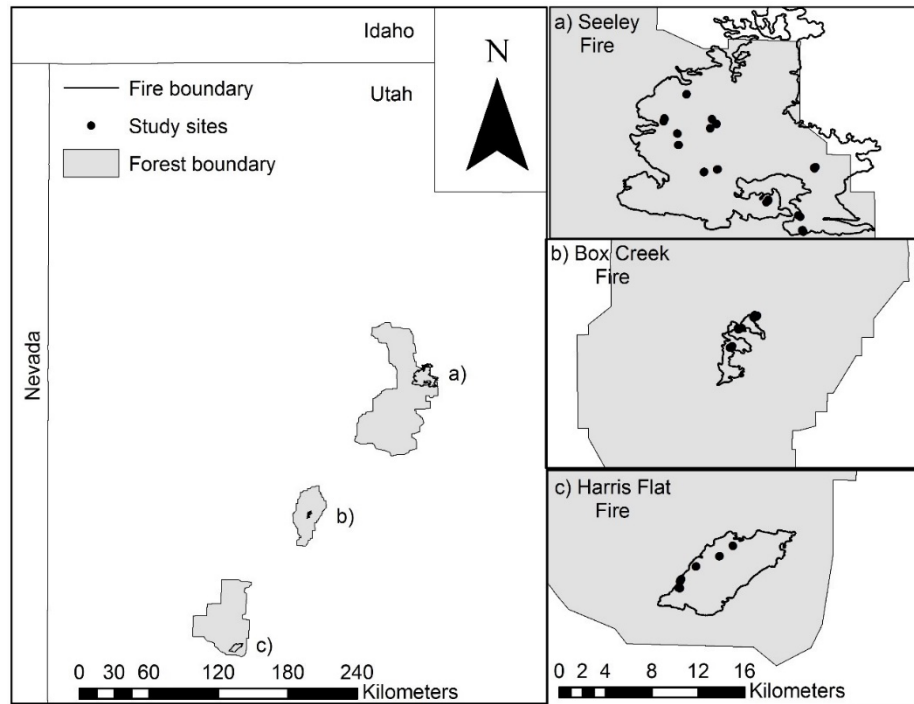 Idaho
Utah
Nevada
N
Fire boundary
Study sites
Forest boundary
a)
b)
c)
0 30 60 120 180 240
Kilometers
a) Seeley
Fire
b) Box Creek
Fire
c) Harris Flat
Fire
0 2 4 8 12 16
Kilometers